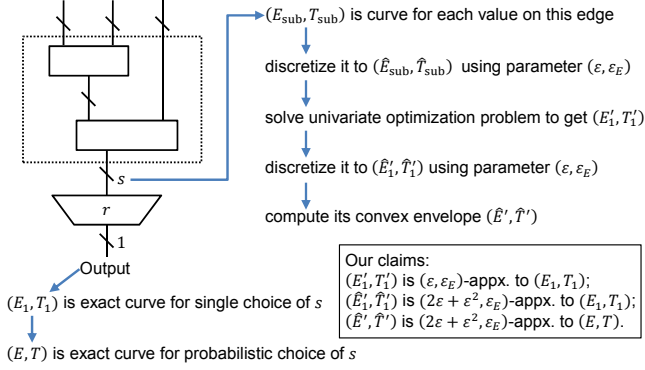 (E_sub, T_sub) is curve for each value on this edge
discretize it to (Ê_sub, T̂_sub) using parameter (ε, ε_E)
solve univariate optimization problem to get (E′_1, T′_1)
discretize it to (Ê′_1, T̂′_1) using parameter (ε, ε_E)
compute its convex envelope (Ê′, T̂′)
s
r
1
Output
(E_1, T_1) is exact curve for single choice of s
(E, T) is exact curve for probabilistic choice of s
Our claims:
(E′_1, T′_1) is (ε, ε_E)-appx. to (E_1, T_1);
(Ê′_1, T̂′_1) is (2ε + ε², ε_E)-appx. to (E_1, T_1);
(Ê′, T̂′) is (2ε + ε², ε_E)-appx. to (E, T).